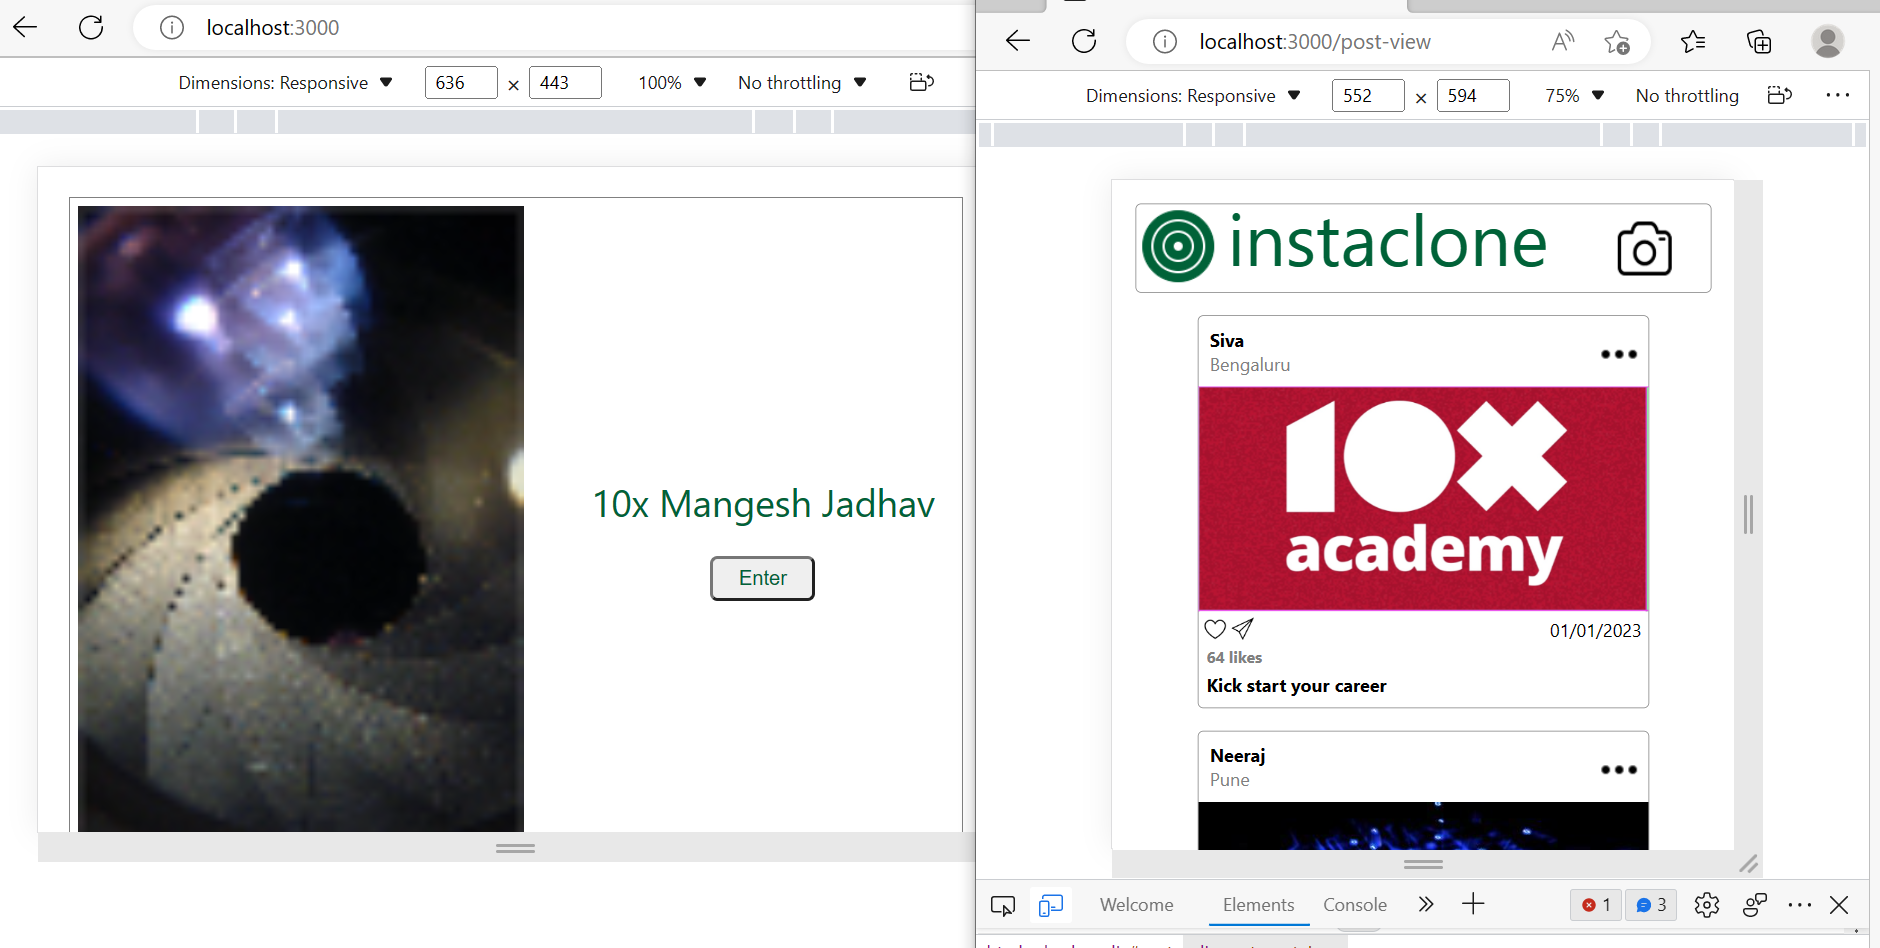 localhost:3000
Dimensions: Responsive 636 × 443 100% No throttling
10x Mangesh Jadhav
Enter
localhost:3000/post-view
Dimensions: Responsive 552 × 594 75% No throttling
instaclone
Siva
Bengaluru
10x
academy
01/01/2023
64 likes
Kick start your career
Neeraj
Pune
Welcome Elements Console 1 3